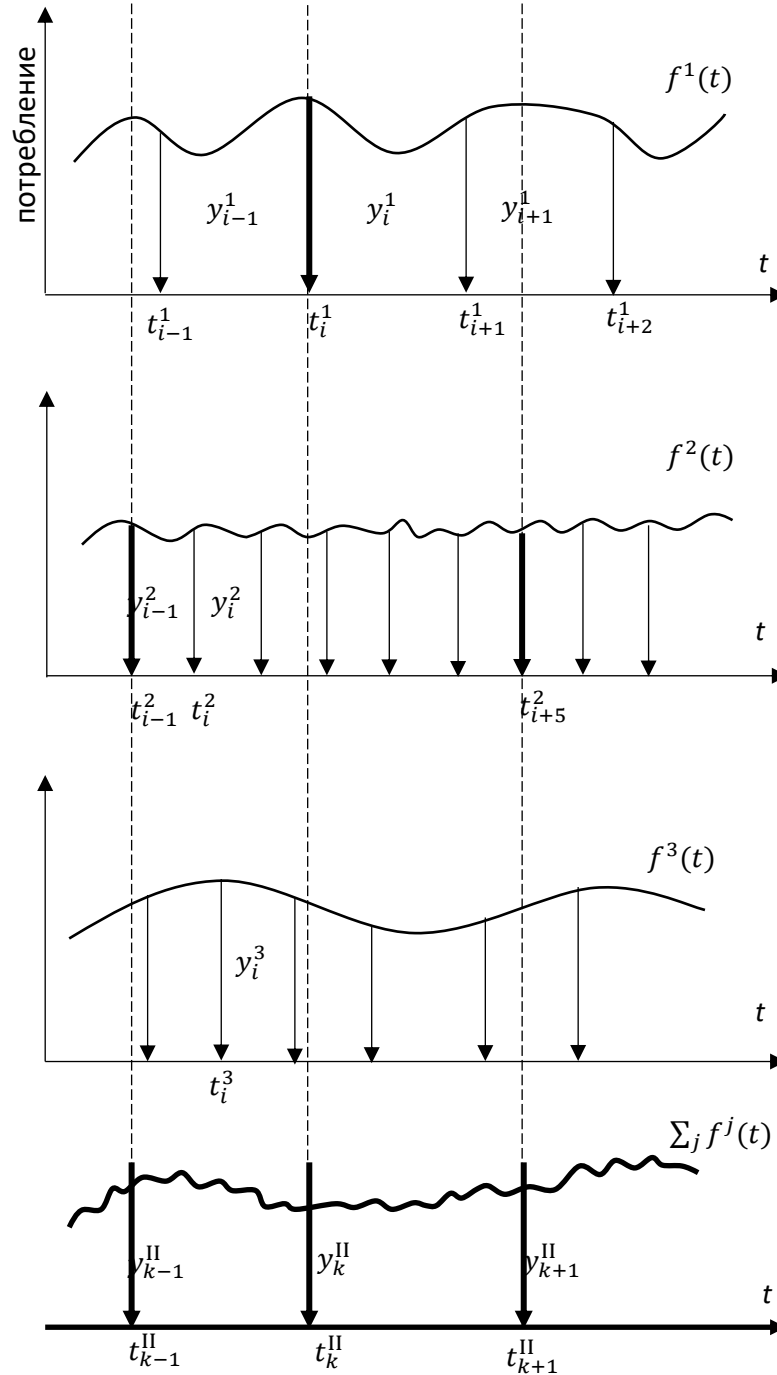 потребление
f¹(t)
y¹ᵢ₋₁ y¹ᵢ y¹ᵢ₊₁
t
t¹ᵢ₋₁ t¹ᵢ t¹ᵢ₊₁ t¹ᵢ₊₂
f²(t)
y²ᵢ₋₁ y²ᵢ
t
t²ᵢ₋₁ t²ᵢ t²ᵢ₊₅
f³(t)
y³ᵢ
t
t³ᵢ
∑ⱼ fʲ(t)
yᴵᴵₖ₋₁ yᴵᴵₖ yᴵᴵₖ₊₁
t
tᴵᴵₖ₋₁ tᴵᴵₖ tᴵᴵₖ₊₁